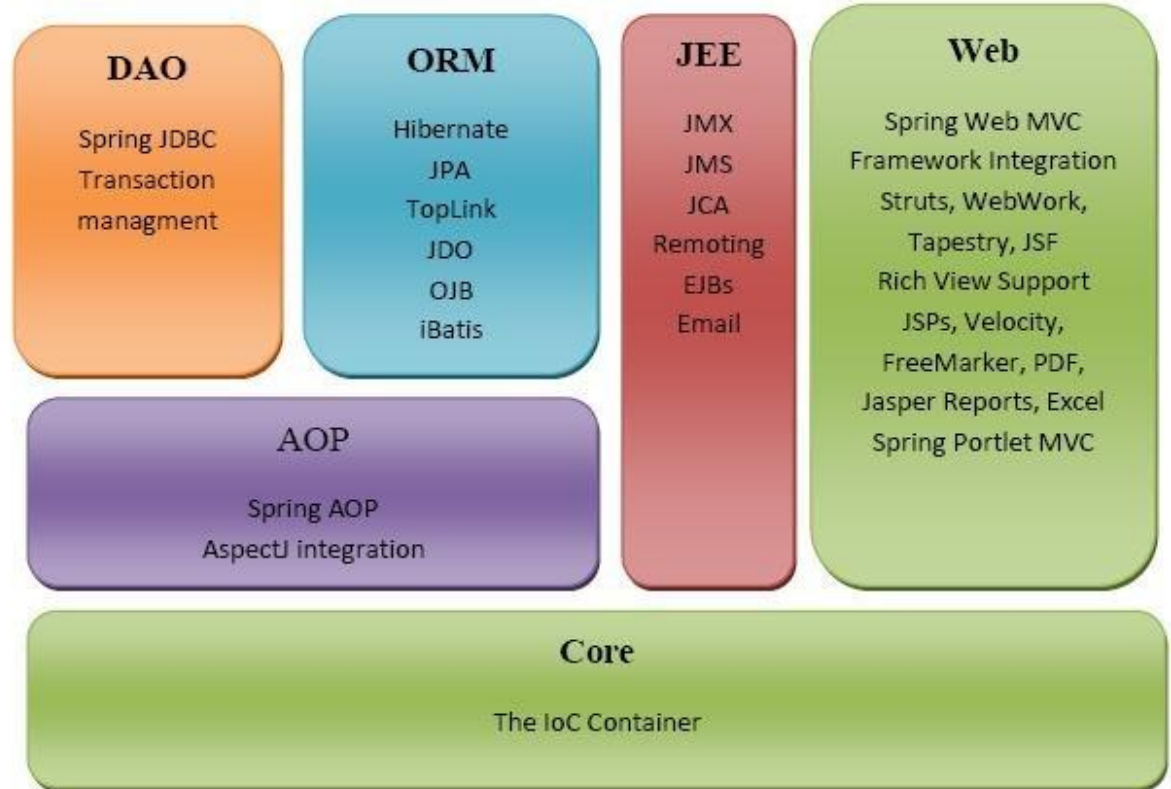 DAO
Spring JDBC
Transaction
managment
ORM
Hibernate
JPA
TopLink
JDO
OJB
iBatis
JEE
JMX
JMS
JCA
Remoting
EJBs
Email
Web
Spring Web MVC
Framework Integration
Struts, WebWork,
Tapestry, JSF
Rich View Support
JSPs, Velocity,
FreeMarker, PDF,
Jasper Reports, Excel
Spring Portlet MVC
AOP
Spring AOP
AspectJ integration
Core
The IoC Container